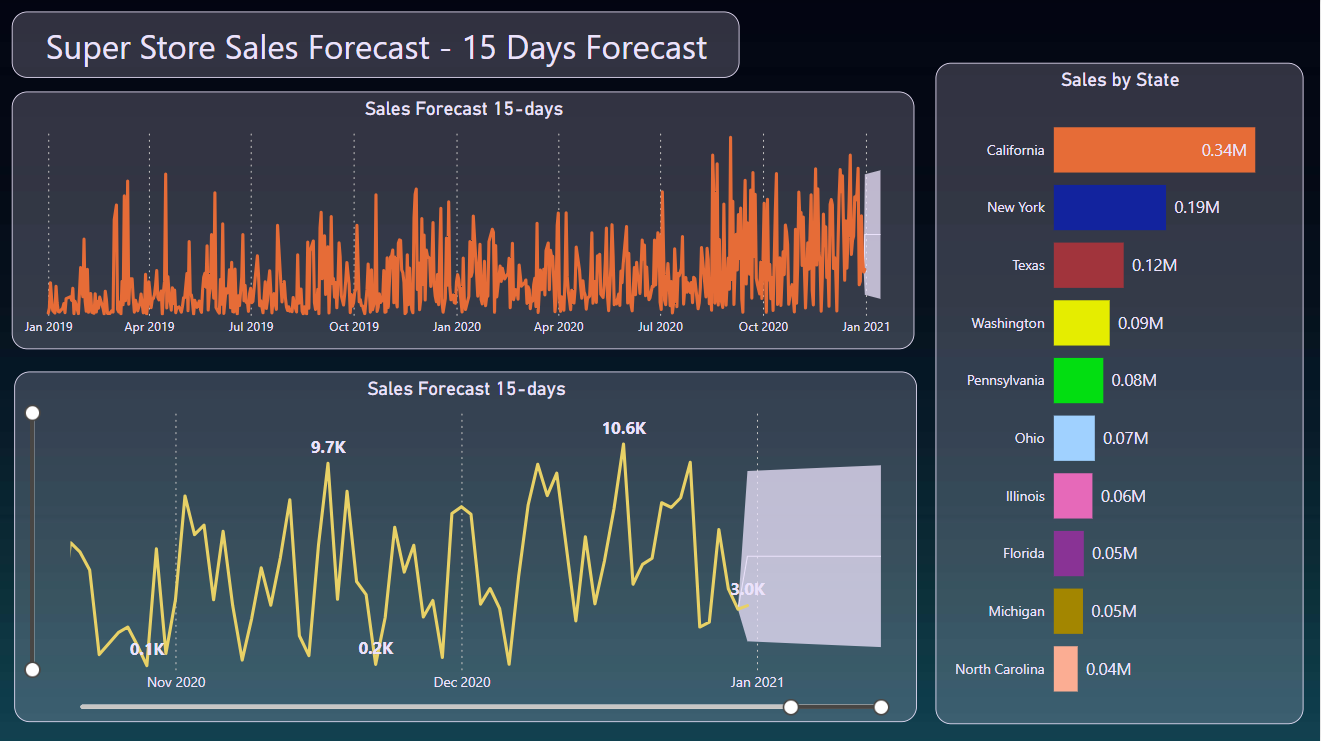 Super Store Sales Forecast - 15 Days Forecast
Sales Forecast 15-days
Jan 2019 Apr 2019 Jul 2019 Oct 2019 Jan 2020 Apr 2020 Jul 2020 Oct 2020 Jan 2021
Sales Forecast 15-days
10.6K
9.7K
3.0K
0.1K 0.2K
Nov 2020 Dec 2020 Jan 2021
Sales by State
California 0.34M
New York 0.19M
Texas 0.12M
Washington 0.09M
Pennsylvania 0.08M
Ohio 0.07M
Illinois 0.06M
Florida 0.05M
Michigan 0.05M
North Carolina 0.04M